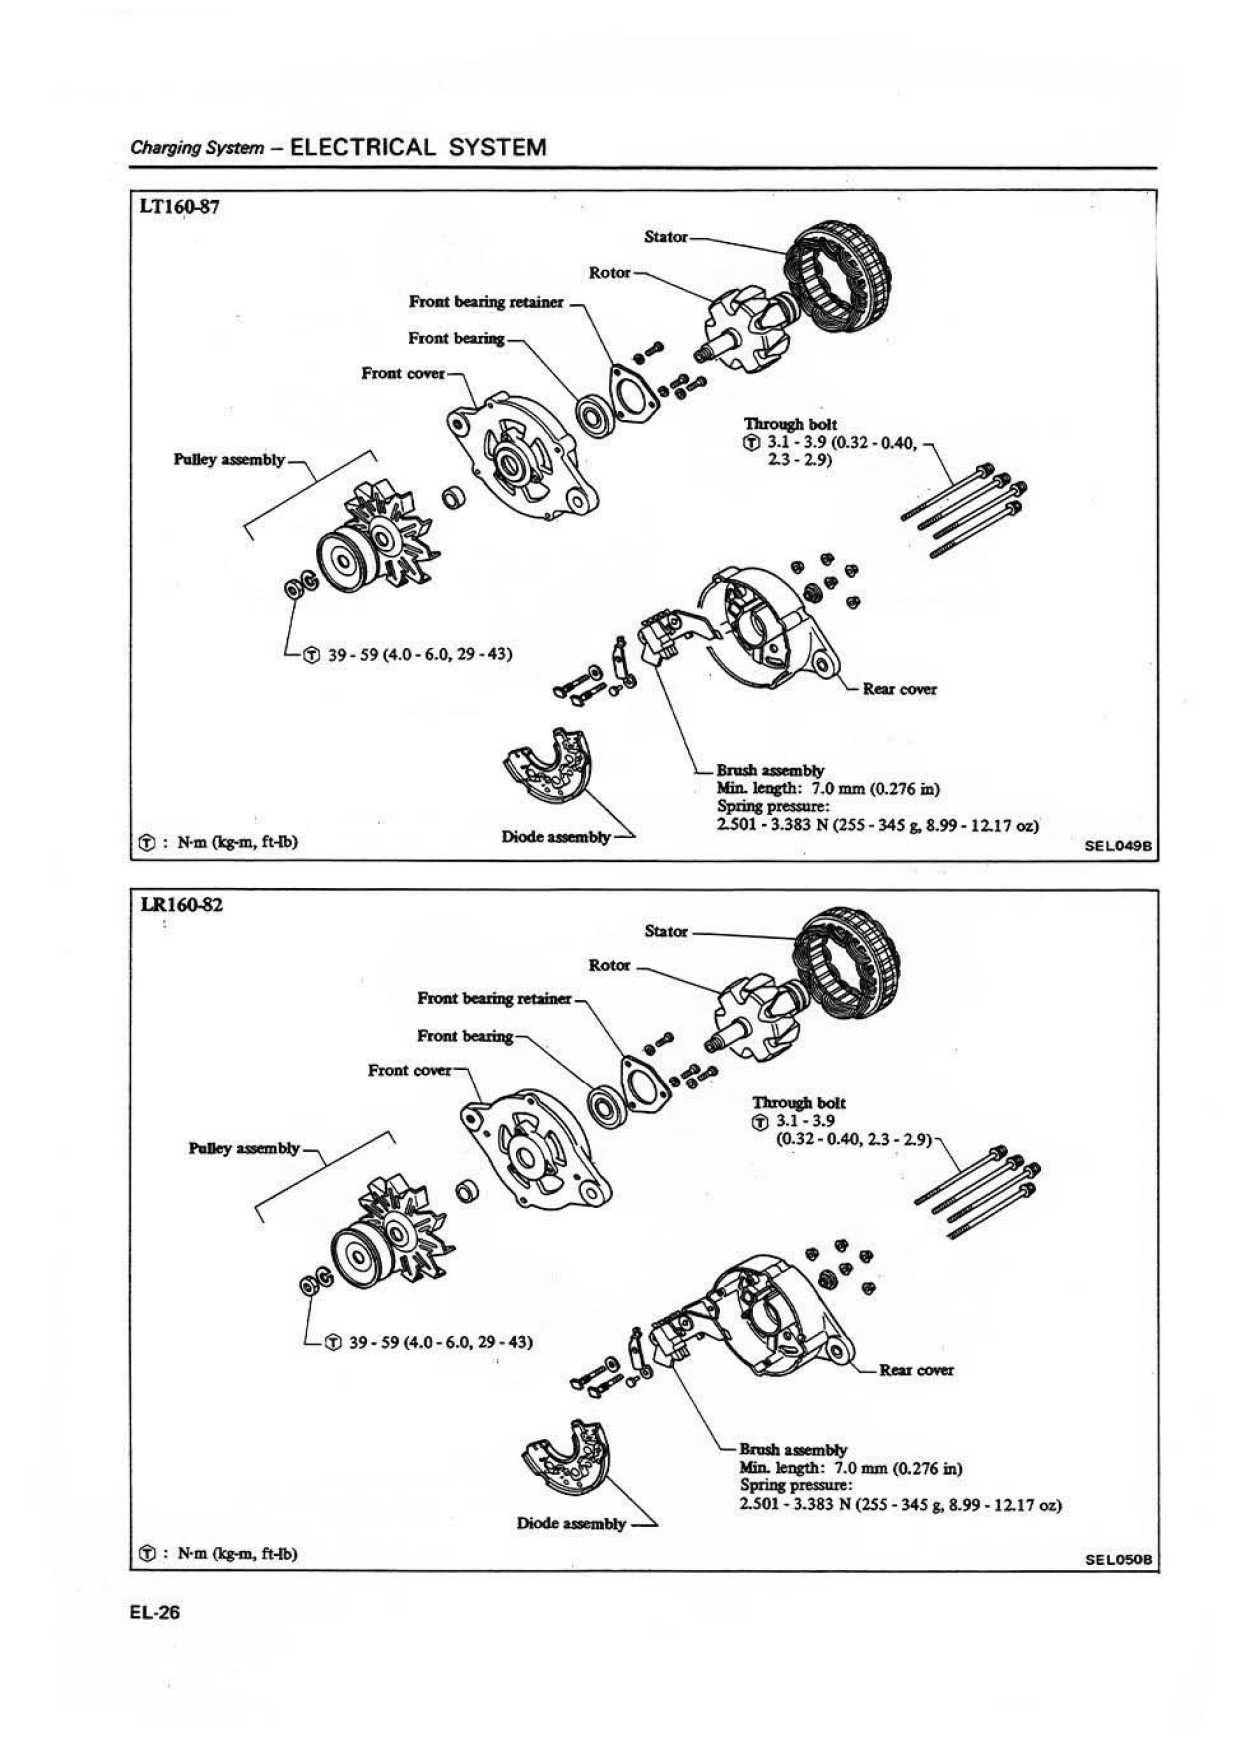 Charging System – ELECTRICAL SYSTEM
LT160-87
Stator
Rotor
Front bearing retainer
Front bearing
Front cover
Through bolt
Ⓣ 3.1 - 3.9 (0.32 - 0.40,
2.3 - 2.9)
Pulley assembly
Ⓣ 39 - 59 (4.0 - 6.0, 29 - 43)
Rear cover
Brush assembly
Min. length: 7.0 mm (0.276 in)
Spring pressure:
2.501 - 3.383 N (255 - 345 g, 8.99 - 12.17 oz)
Diode assembly
Ⓣ : N·m (kg-m, ft-lb)
SEL049B
LR160-82
Stator
Rotor
Front bearing retainer
Front bearing
Front cover
Through bolt
Ⓣ 3.1 - 3.9
(0.32 - 0.40, 2.3 - 2.9)
Pulley assembly
Ⓣ 39 - 59 (4.0 - 6.0, 29 - 43)
Rear cover
Brush assembly
Min. length: 7.0 mm (0.276 in)
Spring pressure:
2.501 - 3.383 N (255 - 345 g, 8.99 - 12.17 oz)
Diode assembly
Ⓣ : N·m (kg-m, ft-lb)
SEL050B
EL-26